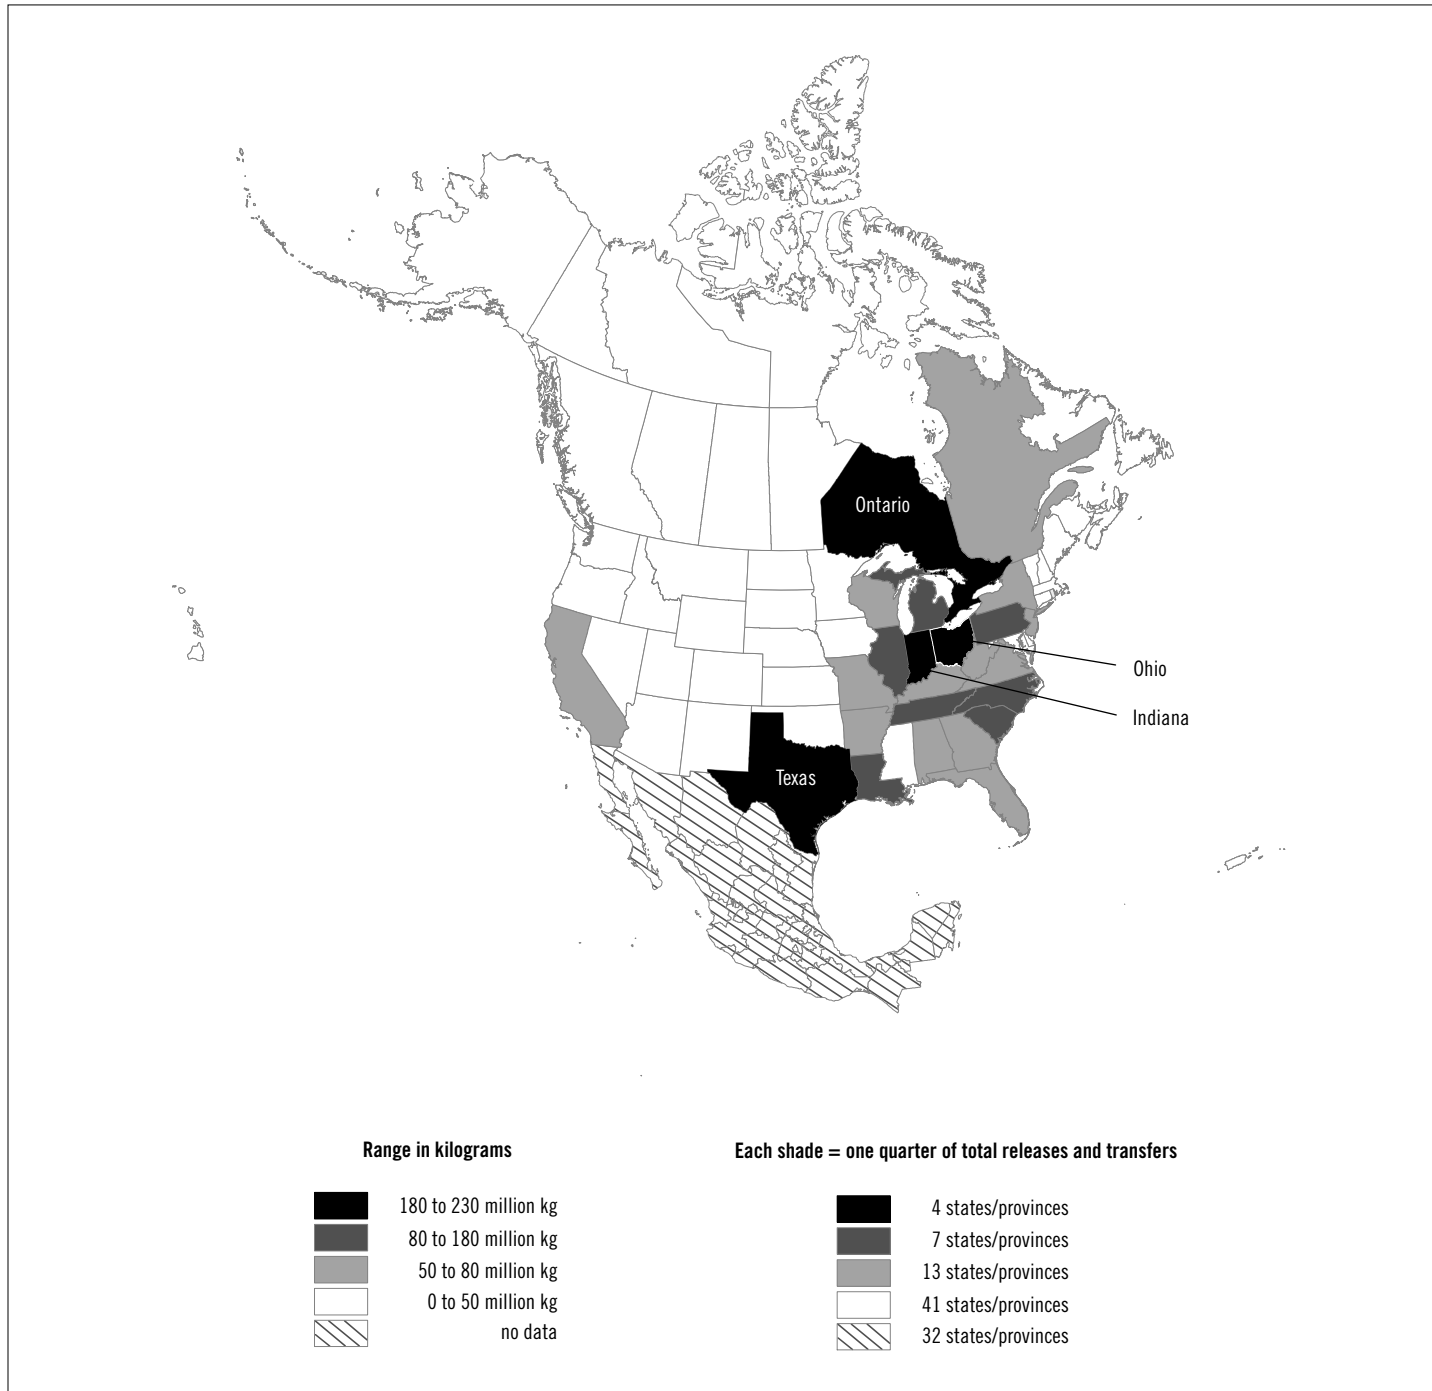 Ontario
Ohio
Indiana
Texas
Range in kilograms
180 to 230 million kg
80 to 180 million kg
50 to 80 million kg
0 to 50 million kg
no data
Each shade = one quarter of total releases and transfers
4 states/provinces
7 states/provinces
13 states/provinces
41 states/provinces
32 states/provinces